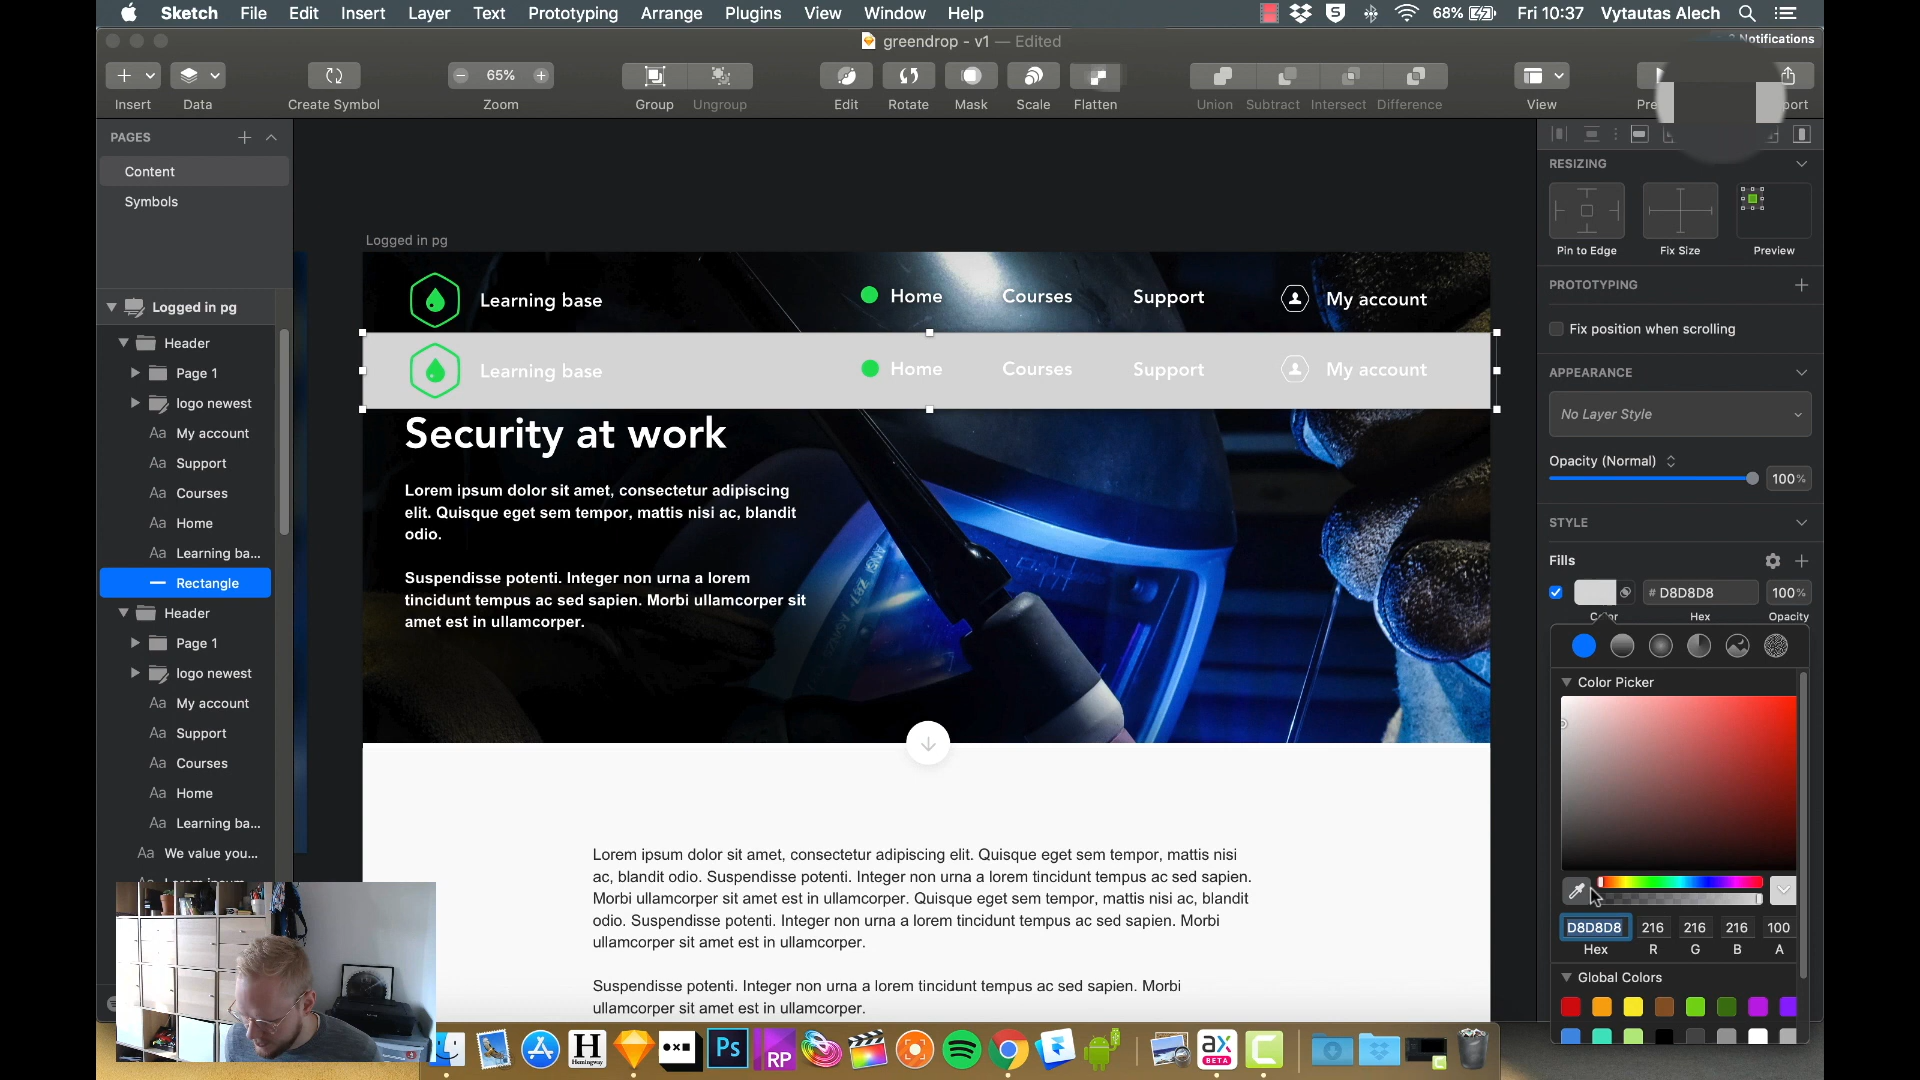 Sketch File Edit Insert Layer Text Prototyping Arrange Plugins View Window Help
68% Fri 10:37 Vytautas Alech
greendrop - v1 — Edited
Notifications
65%
Insert Data Create Symbol Zoom Group Ungroup Edit Rotate Mask Scale Flatten Union Subtract Intersect Difference View
PAGES
Content
Symbols
Logged in pg
Header
Page 1
logo newest
My account
Support
Courses
Home
Learning ba...
Rectangle
Header
Page 1
logo newest
My account
Support
Courses
Home
Learning ba...
We value you...
Logged in pg
Learning base Home Courses Support My account
Learning base Home Courses Support My account
Security at work
Lorem ipsum dolor sit amet, consectetur adipiscing
elit. Quisque eget sem tempor, mattis nisi ac, blandit
odio.
Suspendisse potenti. Integer non urna a lorem
tincidunt tempus ac sed sapien. Morbi ullamcorper sit
amet est in ullamcorper.
Lorem ipsum dolor sit amet, consectetur adipiscing elit. Quisque eget sem tempor, mattis nisi
ac, blandit odio. Suspendisse potenti. Integer non urna a lorem tincidunt tempus ac sed sapien.
Morbi ullamcorper sit amet est in ullamcorper. Quisque eget sem tempor, mattis nisi ac, blandit
odio. Suspendisse potenti. Integer non urna a lorem tincidunt tempus ac sed sapien. Morbi
ullamcorper sit amet est in ullamcorper.
Suspendisse potenti. Integer non urna a lorem tincidunt tempus ac sed sapien. Morbi
ullamcorper sit amet est in ullamcorper.
RESIZING
Pin to Edge Fix Size Preview
PROTOTYPING
Fix position when scrolling
APPEARANCE
No Layer Style
Opacity (Normal)
100%
STYLE
Fills
# D8D8D8 100%
Color Hex Opacity
Color Picker
D8D8D8 216 216 216 100
Hex R G B A
Global Colors
H
Hemingway
Ps
RP
ax
BETA